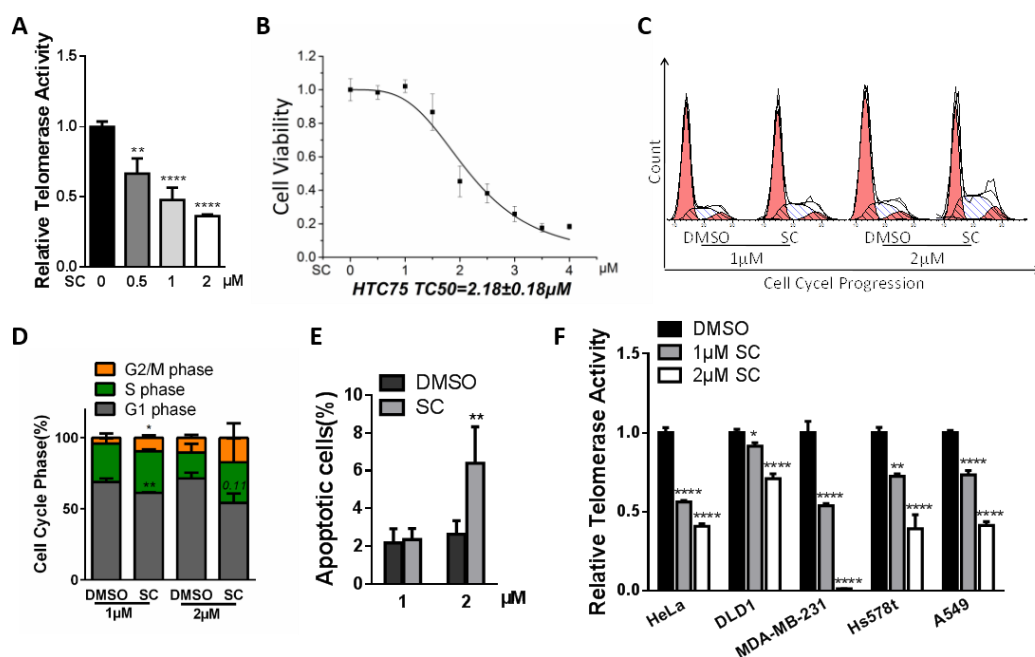 A
Relative Telomerase Activity
1.5
1.0
0.5
0.0
**
****
****
SC 0 0.5 1 2 μM
B
Cell Viability
1.2
1.0
0.8
0.6
0.4
0.2
0.0
SC 0 1 2 3 4 μM
HTC75 TC50=2.18±0.18μM
C
Count
DMSO SC DMSO SC
1μM 2μM
Cell Cycel Progression
D
G2/M phase
S phase
G1 phase
Cell Cycle Phase(%)
100
50
0
*
**
0.11
DMSO SC DMSO SC
1μM 2μM
E
Apoptotic cells(%)
10
8
6
4
2
0
DMSO
SC
**
1 2 μM
F
DMSO
1μM SC
2μM SC
Relative Telomerase Activity
1.5
1.0
0.5
0.0
**** **** * **** **** **** ** **** **** ****
HeLa DLD1 MDA-MB-231 Hs578t A549